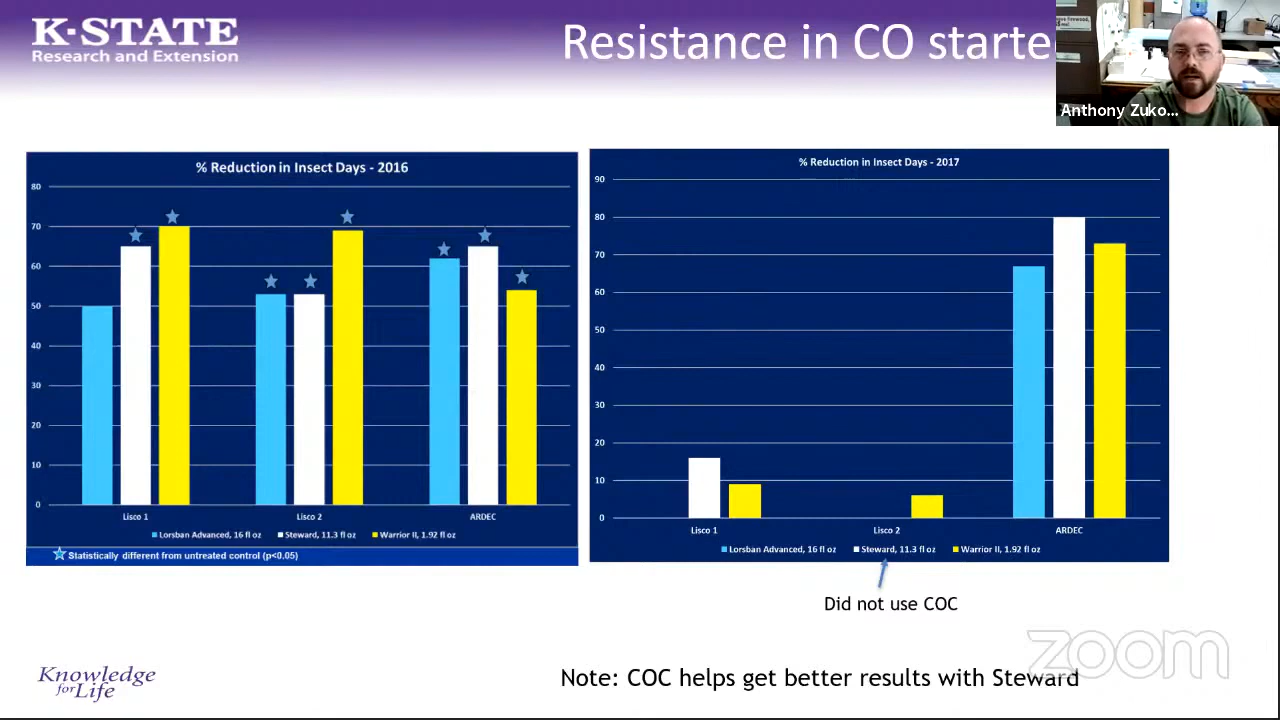 K-STATE
Research and Extension
Resistance in CO starte
Anthony Zuko...
% Reduction in Insect Days - 2016
80
70
60
50
40
30
20
10
0
Lisco 1
Lisco 2
ARDEC
Lorsban Advanced, 16 fl oz
Steward, 11.3 fl oz
Warrior II, 1.92 fl oz
Statistically different from untreated control (p<0.05)
% Reduction in Insect Days - 2017
90
80
70
60
50
40
30
20
10
0
Lisco 1
Lisco 2
ARDEC
Lorsban Advanced, 16 fl oz
Steward, 11.3 fl oz
Warrior II, 1.92 fl oz
Did not use COC
Note: COC helps get better results with Steward
Knowledge
for Life
zoom